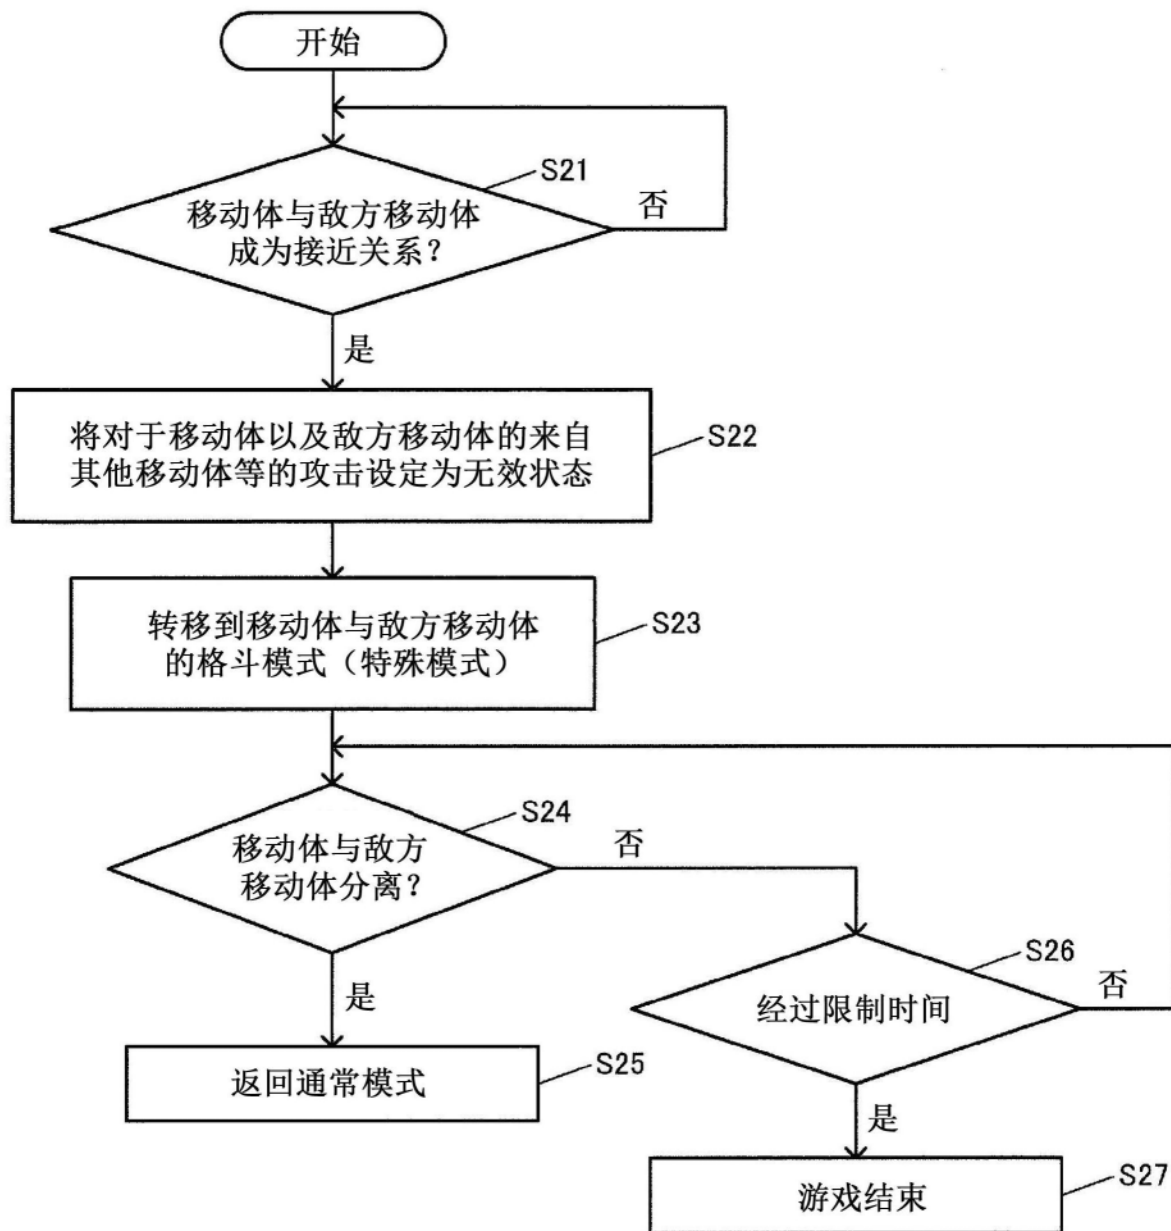 开始
S21
移动体与敌方移动体
成为接近关系？
否
是
将对于移动体以及敌方移动体的来自
其他移动体等的攻击设定为无效状态
S22
转移到移动体与敌方移动体
的格斗模式（特殊模式）
S23
S24
移动体与敌方
移动体分离？
否
是
S26
经过限制时间
否
返回通常模式
S25
是
游戏结束
S27